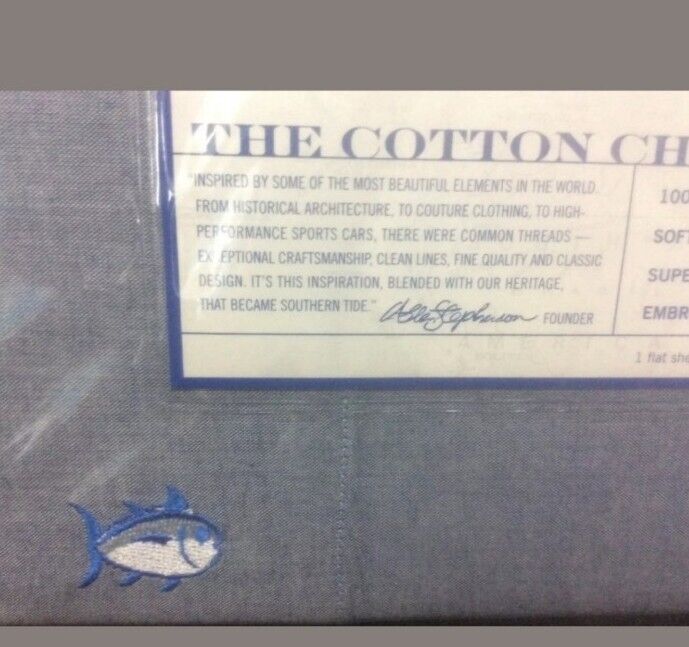 THE COTTON CH
"INSPIRED BY SOME OF THE MOST BEAUTIFUL ELEMENTS IN THE WORLD.
FROM HISTORICAL ARCHITECTURE, TO COUTURE CLOTHING, TO HIGH-
PERFORMANCE SPORTS CARS, THERE WERE COMMON THREADS —
EXCEPTIONAL CRAFTSMANSHIP, CLEAN LINES, FINE QUALITY AND CLASSIC
DESIGN. IT'S THIS INSPIRATION, BLENDED WITH OUR HERITAGE,
THAT BECAME SOUTHERN TIDE."
FOUNDER
100
SOF
SUPE
EMBR
1 flat she